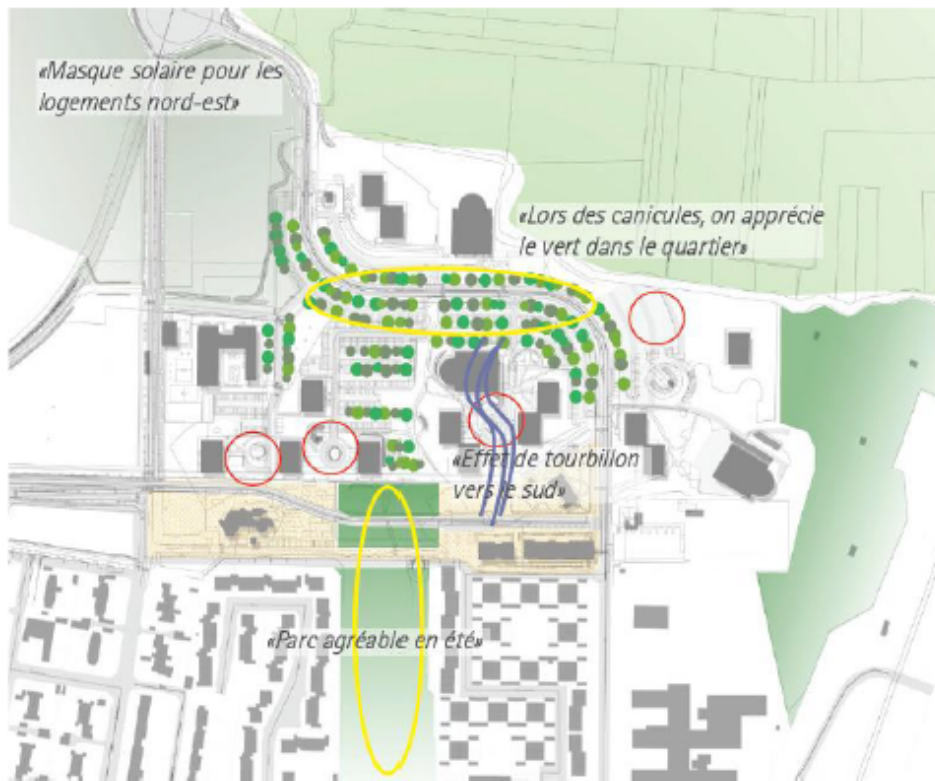 «Masque solaire pour les
logements nord-est»
«Lors des canicules, on apprécie
le vert dans le quartier»
«Effet de tourbillon
vers le sud»
«Parc agréable en été»